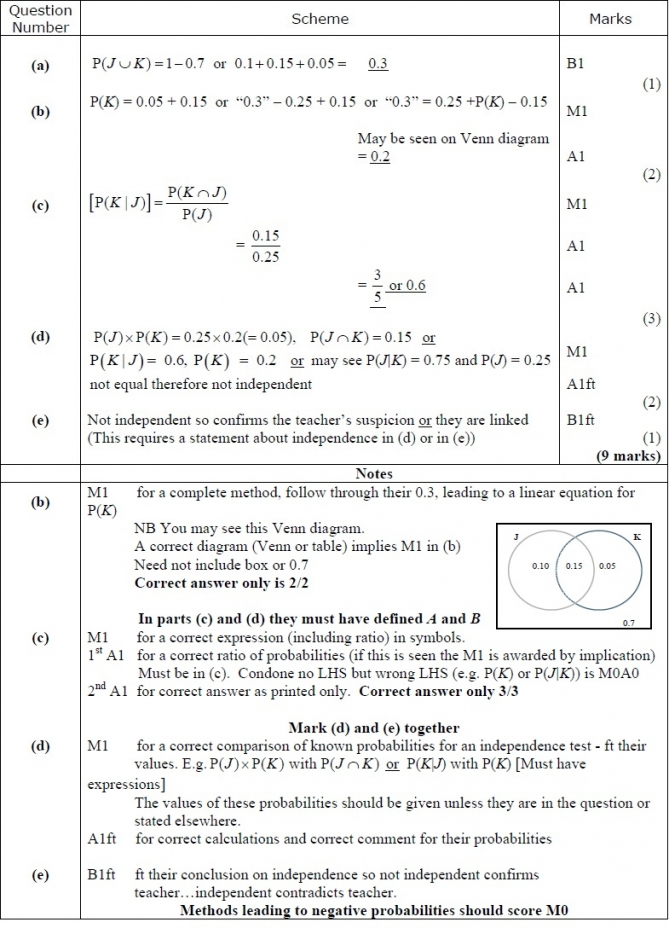 Question Number Scheme Marks
(a) P(J ∪ K) = 1 − 0.7 or 0.1 + 0.15 + 0.05 = 0.3 B1
(1)
(b) P(K) = 0.05 + 0.15 or “0.3” − 0.25 + 0.15 or “0.3” = 0.25 + P(K) − 0.15 M1
May be seen on Venn diagram
= 0.2 A1
(2)
(c) [P(K | J)] = P(K ∩ J) / P(J) M1
= 0.15 / 0.25 A1
= 3/5 or 0.6 A1
(3)
(d) P(J) × P(K) = 0.25 × 0.2(= 0.05), P(J ∩ K) = 0.15 or
P(K | J) = 0.6, P(K) = 0.2 or may see P(J|K) = 0.75 and P(J) = 0.25 M1
not equal therefore not independent A1ft
(2)
(e) Not independent so confirms the teacher’s suspicion or they are linked B1ft
(This requires a statement about independence in (d) or in (e)) (1)
(9 marks)
Notes
(b) M1 for a complete method, follow through their 0.3, leading to a linear equation for
P(K)
NB You may see this Venn diagram.
A correct diagram (Venn or table) implies M1 in (b)
Need not include box or 0.7
Correct answer only is 2/2
J K
0.10 0.15 0.05
0.7
In parts (c) and (d) they must have defined A and B
(c) M1 for a correct expression (including ratio) in symbols.
1st A1 for a correct ratio of probabilities (if this is seen the M1 is awarded by implication)
Must be in (c). Condone no LHS but wrong LHS (e.g. P(K) or P(J|K)) is M0A0
2nd A1 for correct answer as printed only. Correct answer only 3/3
Mark (d) and (e) together
(d) M1 for a correct comparison of known probabilities for an independence test - ft their
values. E.g. P(J) × P(K) with P(J ∩ K) or P(K|J) with P(K) [Must have
expressions]
The values of these probabilities should be given unless they are in the question or
stated elsewhere.
A1ft for correct calculations and correct comment for their probabilities
(e) B1ft ft their conclusion on independence so not independent confirms
teacher…independent contradicts teacher.
Methods leading to negative probabilities should score M0